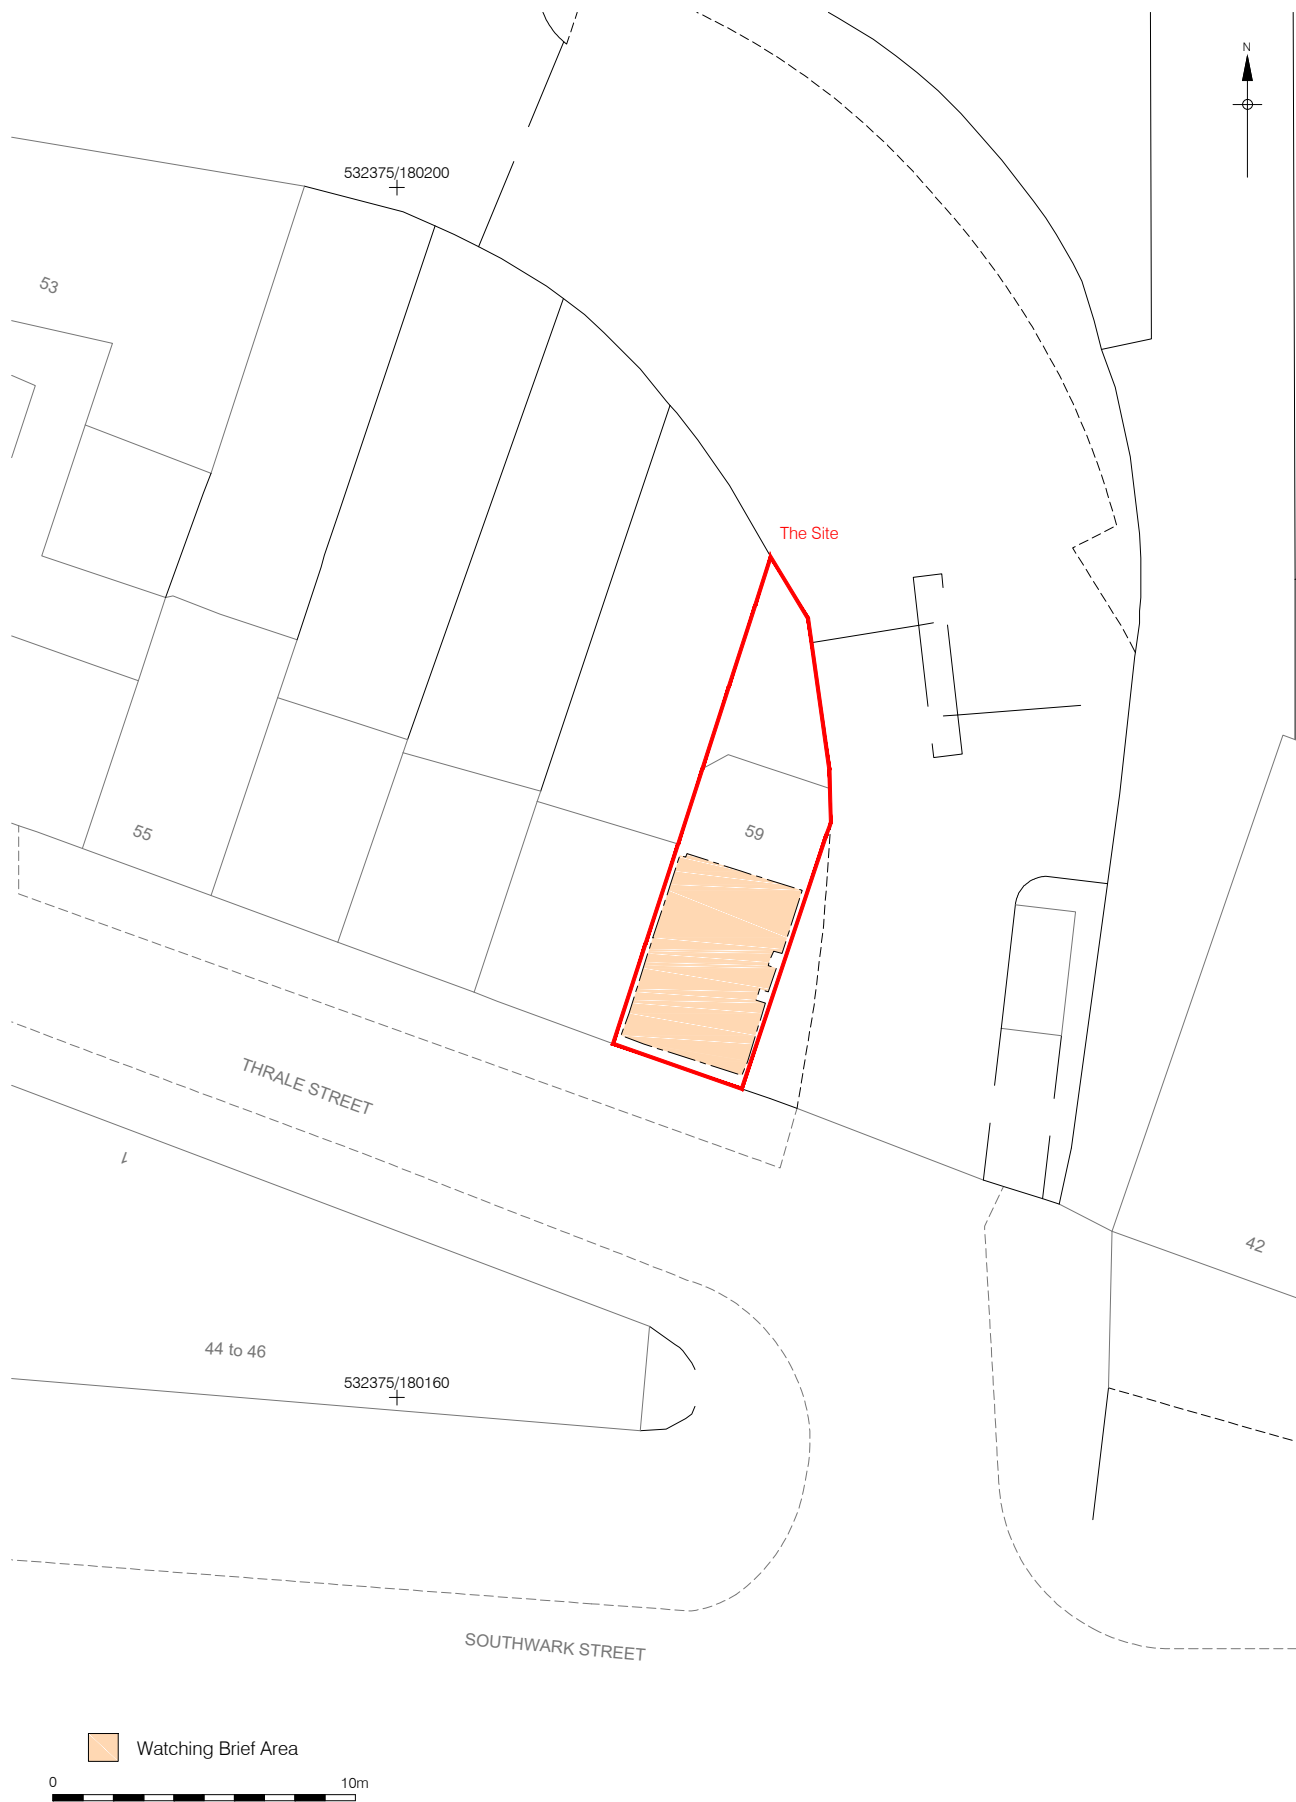 N
532375/180200
53
The Site
59
55
THRALE STREET
1
42
44 to 46
532375/180160
SOUTHWARK STREET
Watching Brief Area
0 10m